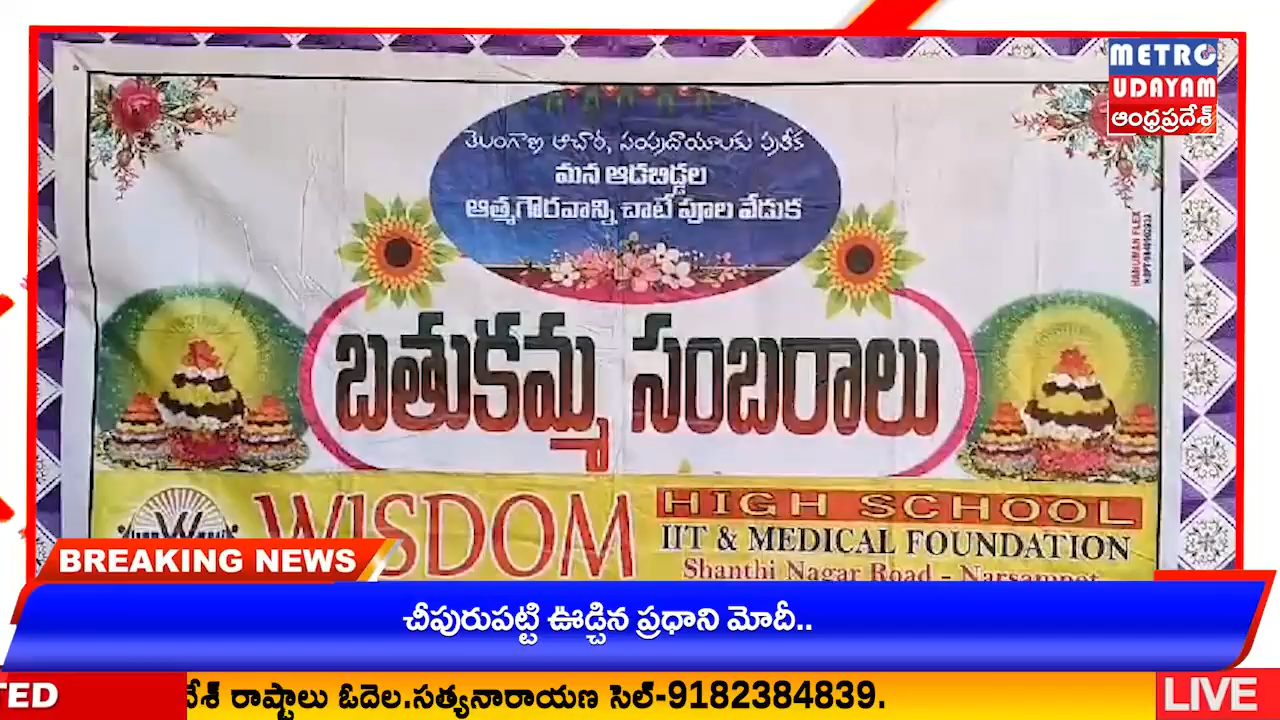 METRO
UDAYAM
ఆంధ్రప్రదేశ్
తెలంగాణ ఆచార, సంప్రదాయాలకు ప్రతీక
మన ఆడబిడ్డల
ఆత్మగౌరవాన్ని చాటే పూల వేడుక
HANUMAN FLEX
బతుకమ్మ సంబరాలు
WISDOM
HIGH SCHOOL
IIT & MEDICAL FOUNDATION
Shanthi Nagar Road - Narsampet
BREAKING NEWS
చీపురుపట్టి ఊడ్చిన ప్రధాని మోదీ..
TED
దేశ్ రాష్టాలు ఓదెల.సత్యనారాయణ సెల్-9182384839.
LIVE